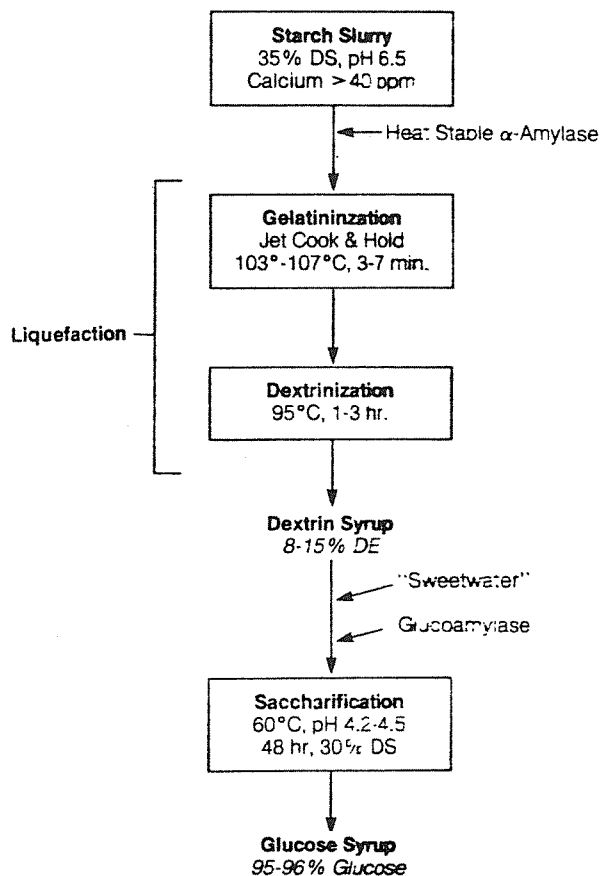 Starch Slurry
35% DS, pH 6.5
Calcium > 40 ppm
Heat Stable α-Amylase
Gelatininzation
Jet Cook & Hold
103°-107°C, 3-7 min.
Liquefaction
Dextrinization
95°C, 1-3 hr.
Dextrin Syrup
8-15% DE
"Sweetwater"
Glucoamylase
Saccharification
60°C, pH 4.2-4.5
48 hr, 30% DS
Glucose Syrup
95-96% Glucose